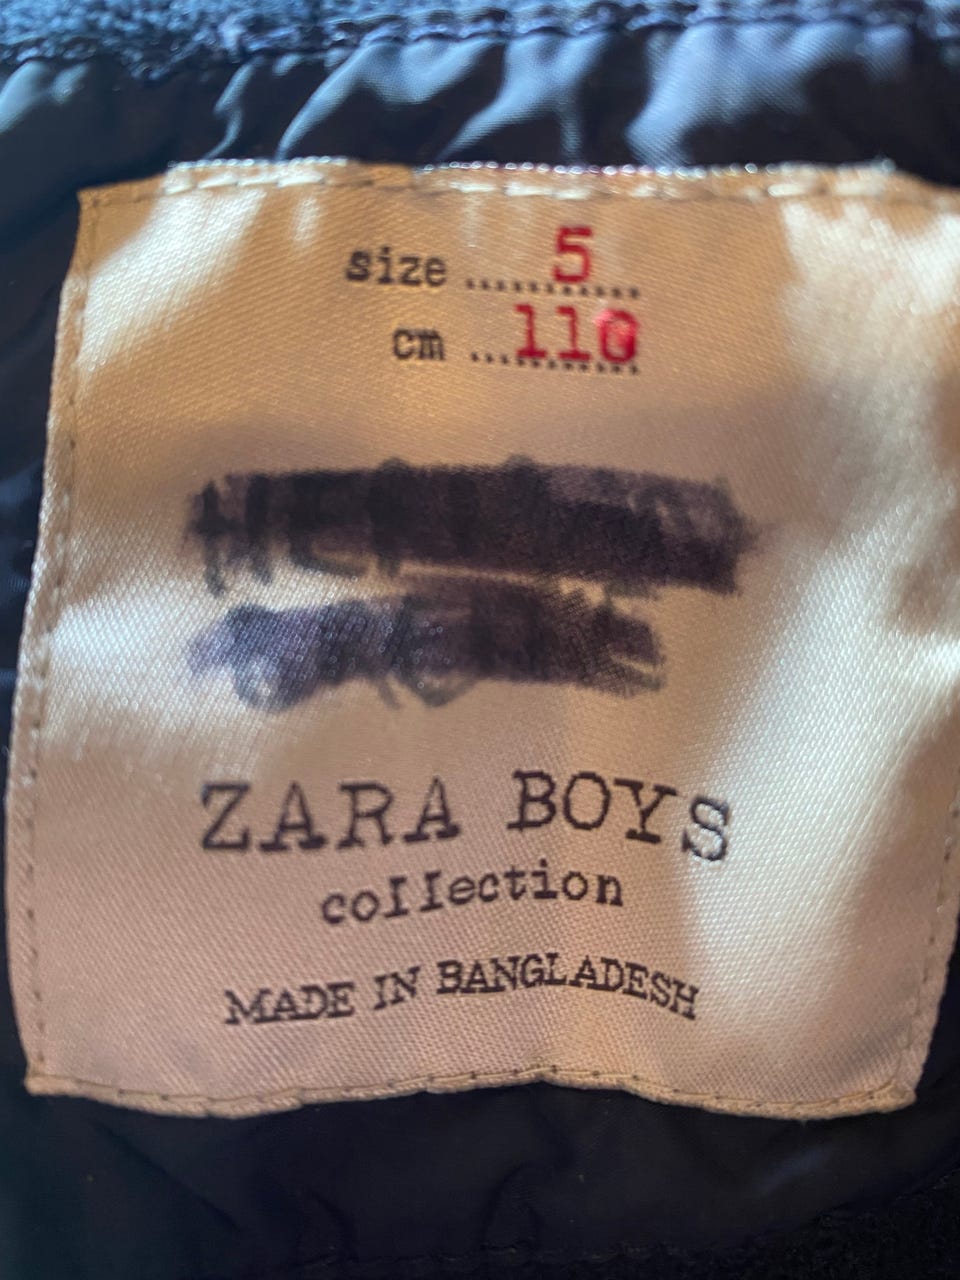 size ..... 5
cm ..... 110
ZARA BOYS
collection
MADE IN BANGLADESH